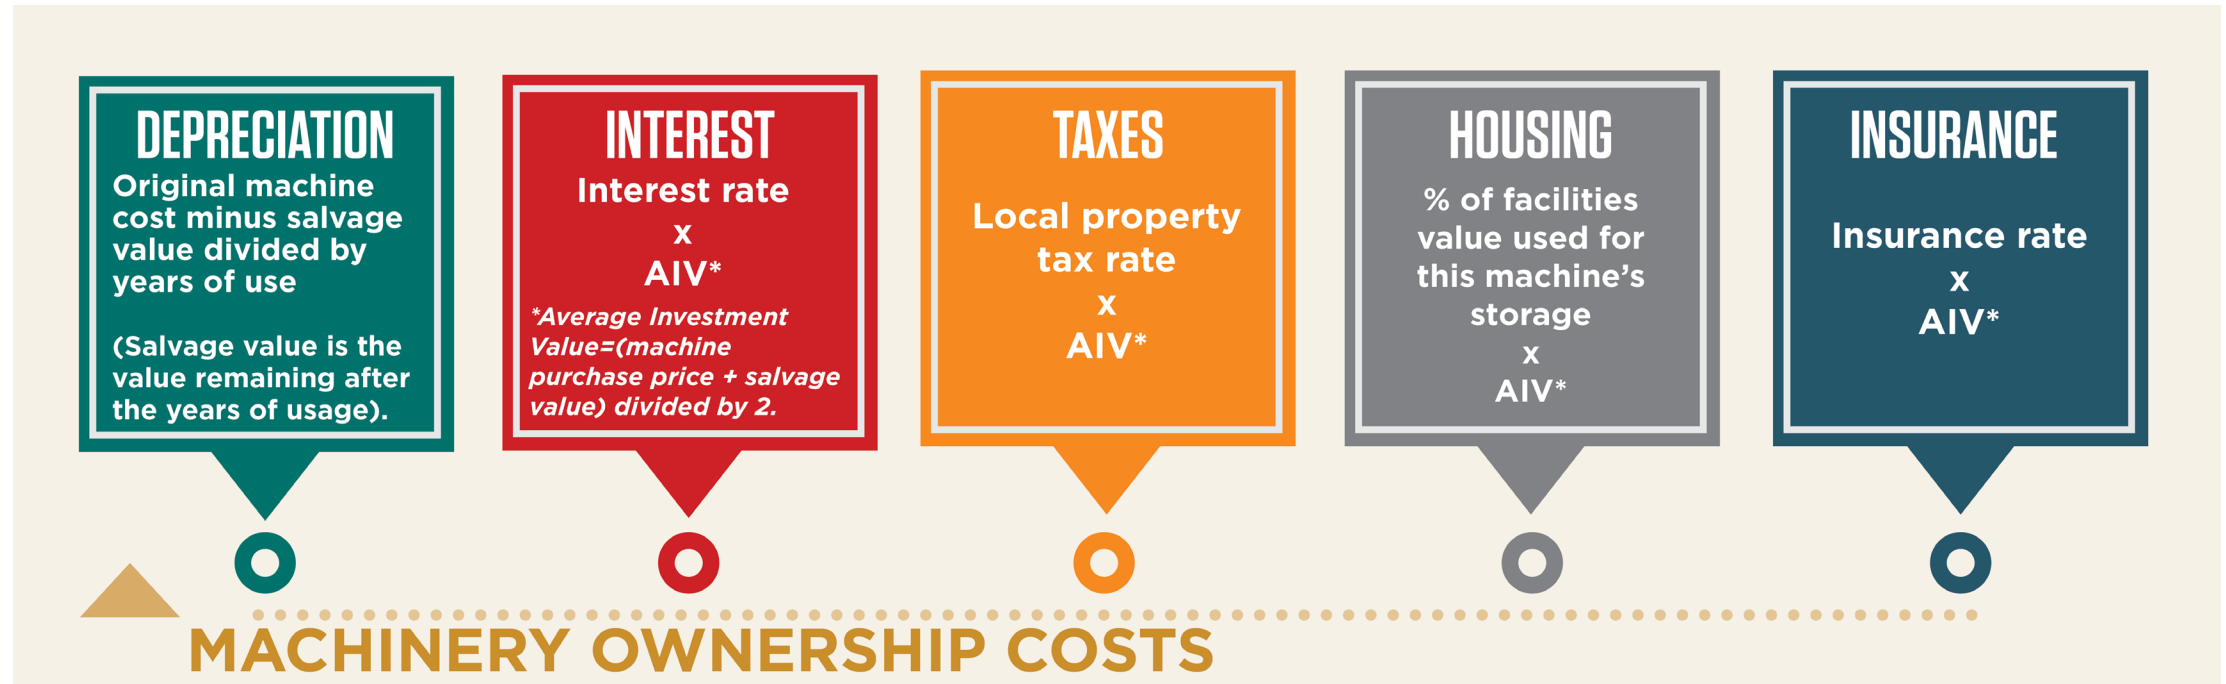 DEPRECIATION
Original machine
cost minus salvage
value divided by
years of use
(Salvage value is the
value remaining after
the years of usage).
INTEREST
Interest rate
x
AIV*
*Average Investment
Value=(machine
purchase price + salvage
value) divided by 2.
TAXES
Local property
tax rate
x
AIV*
HOUSING
% of facilities
value used for
this machine’s
storage
x
AIV*
INSURANCE
Insurance rate
x
AIV*
MACHINERY OWNERSHIP COSTS